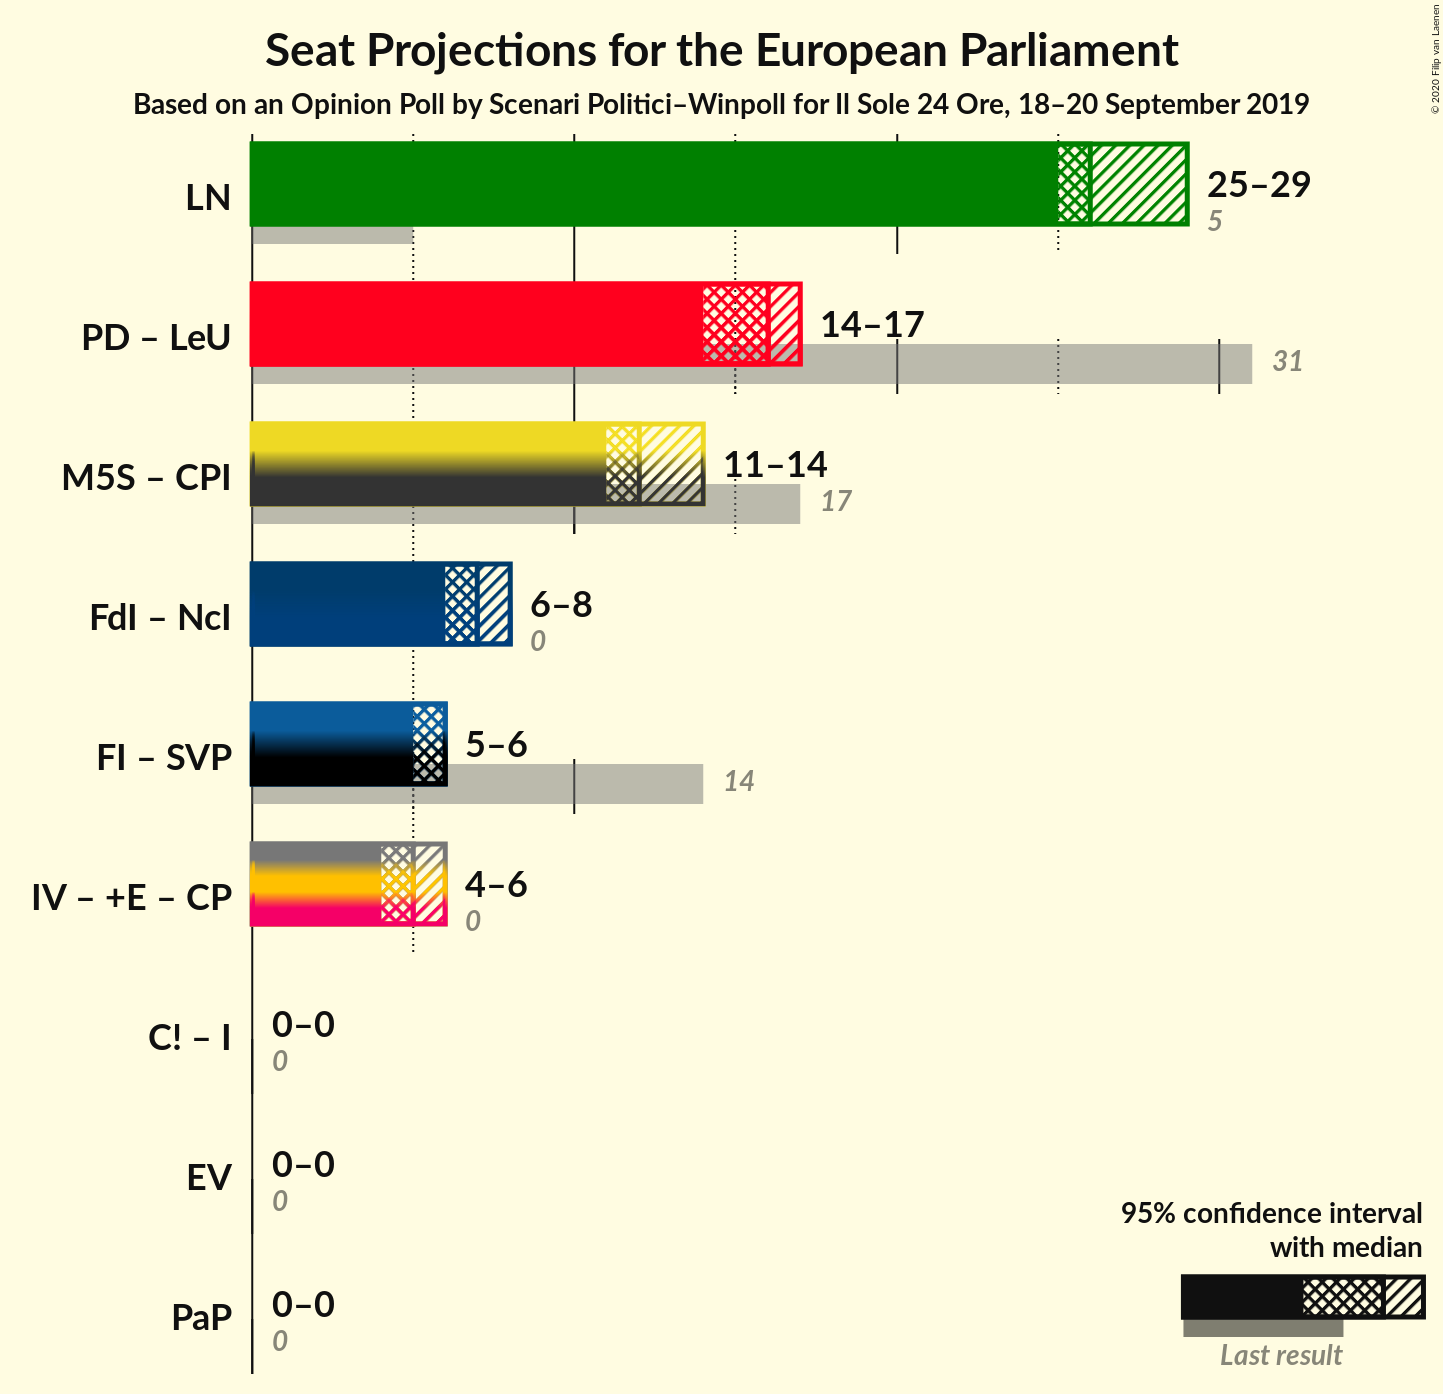 Seat Projections for the European Parliament
Based on an Opinion Poll by Scenari Politici–Winpoll for Il Sole 24 Ore, 18–20 September 2019
© 2020 Filip van Laenen
LN
25–29
5
PD – LeU
14–17
31
M5S – CPI
11–14
17
FdI – NcI
6–8
0
FI – SVP
5–6
14
IV – +E – CP
4–6
0
C! – I
0–0
0
EV
0–0
0
PaP
0–0
0
95% confidence interval
with median
Last result